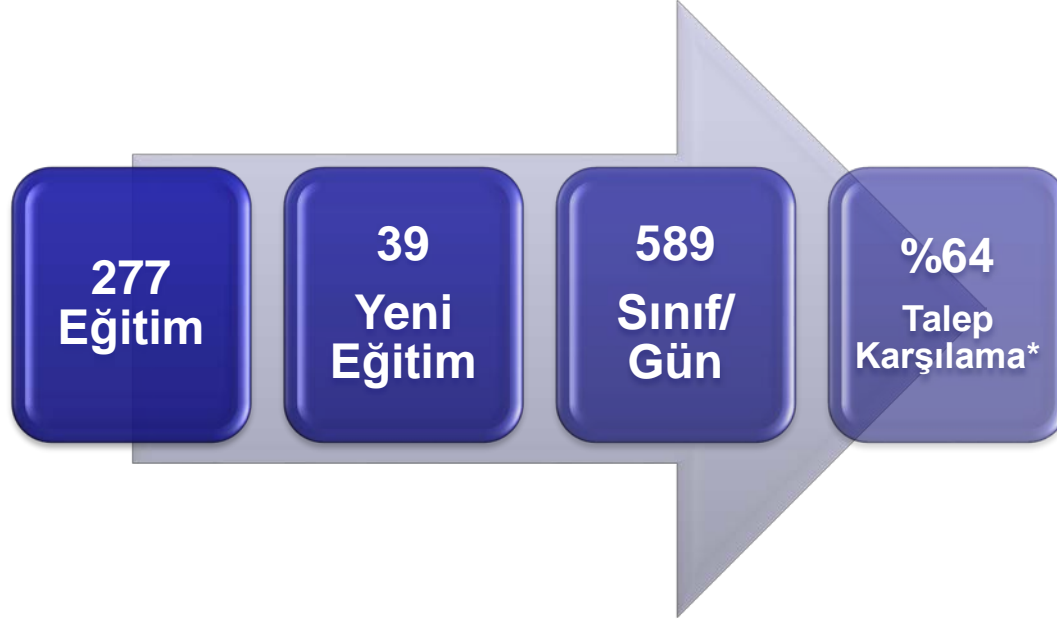 277
Eğitim
39
Yeni
Eğitim
589
Sınıf/
Gün
%64
Talep
Karşılama*